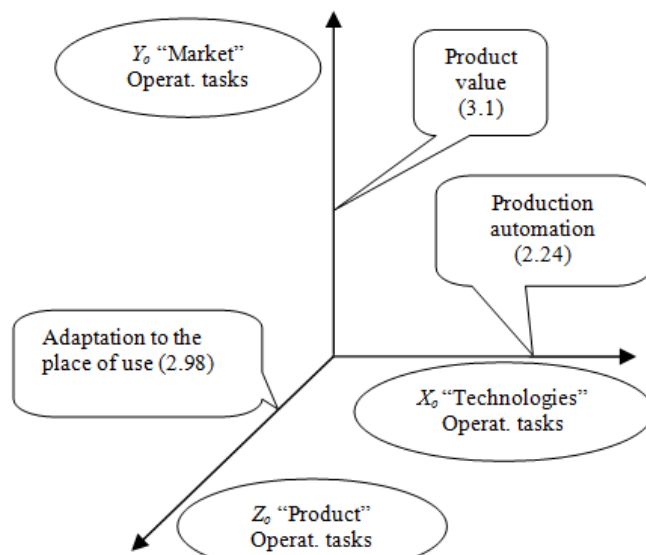 Yo “Market”
Operat. tasks
Product
value
(3.1)
Production
automation
(2.24)
Adaptation to the
place of use (2.98)
Xo “Technologies”
Operat. tasks
Zo “Product”
Operat. tasks